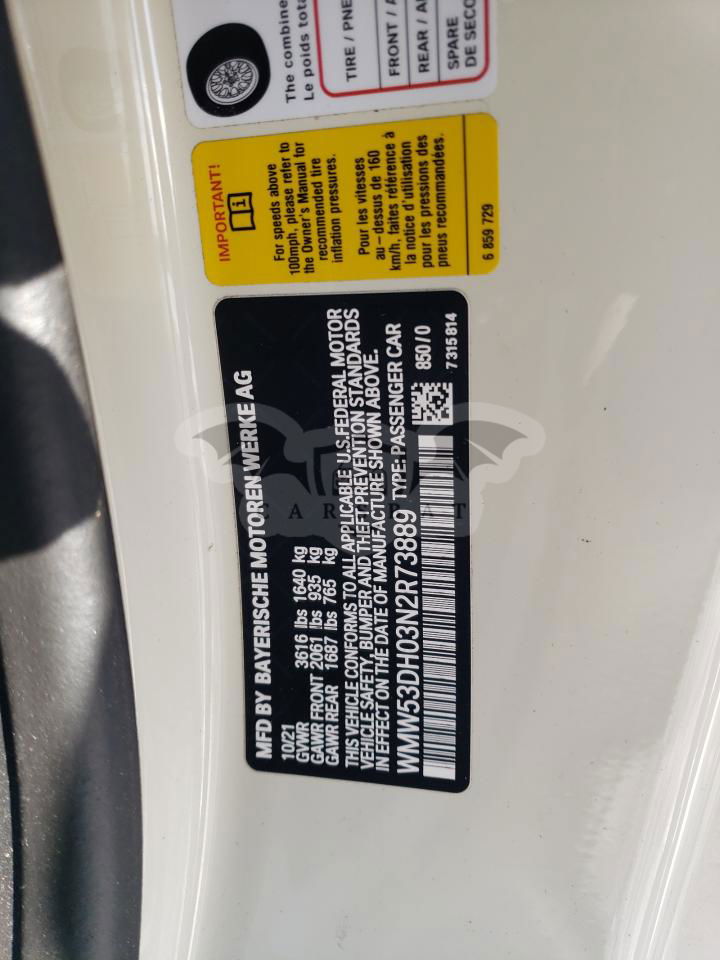 The combine
Le poids tota
TIRE / PNE
FRONT / A
REAR / AR
SPARE
DE SECO
IMPORTANT!
For speeds above
100mph, please refer to
the Owner's Manual for
recommended tire
inflation pressures.
Pour les vitesses
au-dessus de 160
km/h, faites référence à
la notice d'utilisation
pour les pressions des
pneus recommandées.
6 859 729
MFD BY BAYERISCHE MOTOREN WERKE AG
10/21
GVWR 3616 lbs 1640 kg
GAWR FRONT 2061 lbs 935 kg
GAWR REAR 1687 lbs 765 kg
THIS VEHICLE CONFORMS TO ALL APPLICABLE U.S.FEDERAL MOTOR
VEHICLE SAFETY, BUMPER AND THEFT PREVENTION STANDARDS
IN EFFECT ON THE DATE OF MANUFACTURE SHOWN ABOVE.
WMW53DH03N2R73889 TYPE: PASSENGER CAR
850/0
7315814